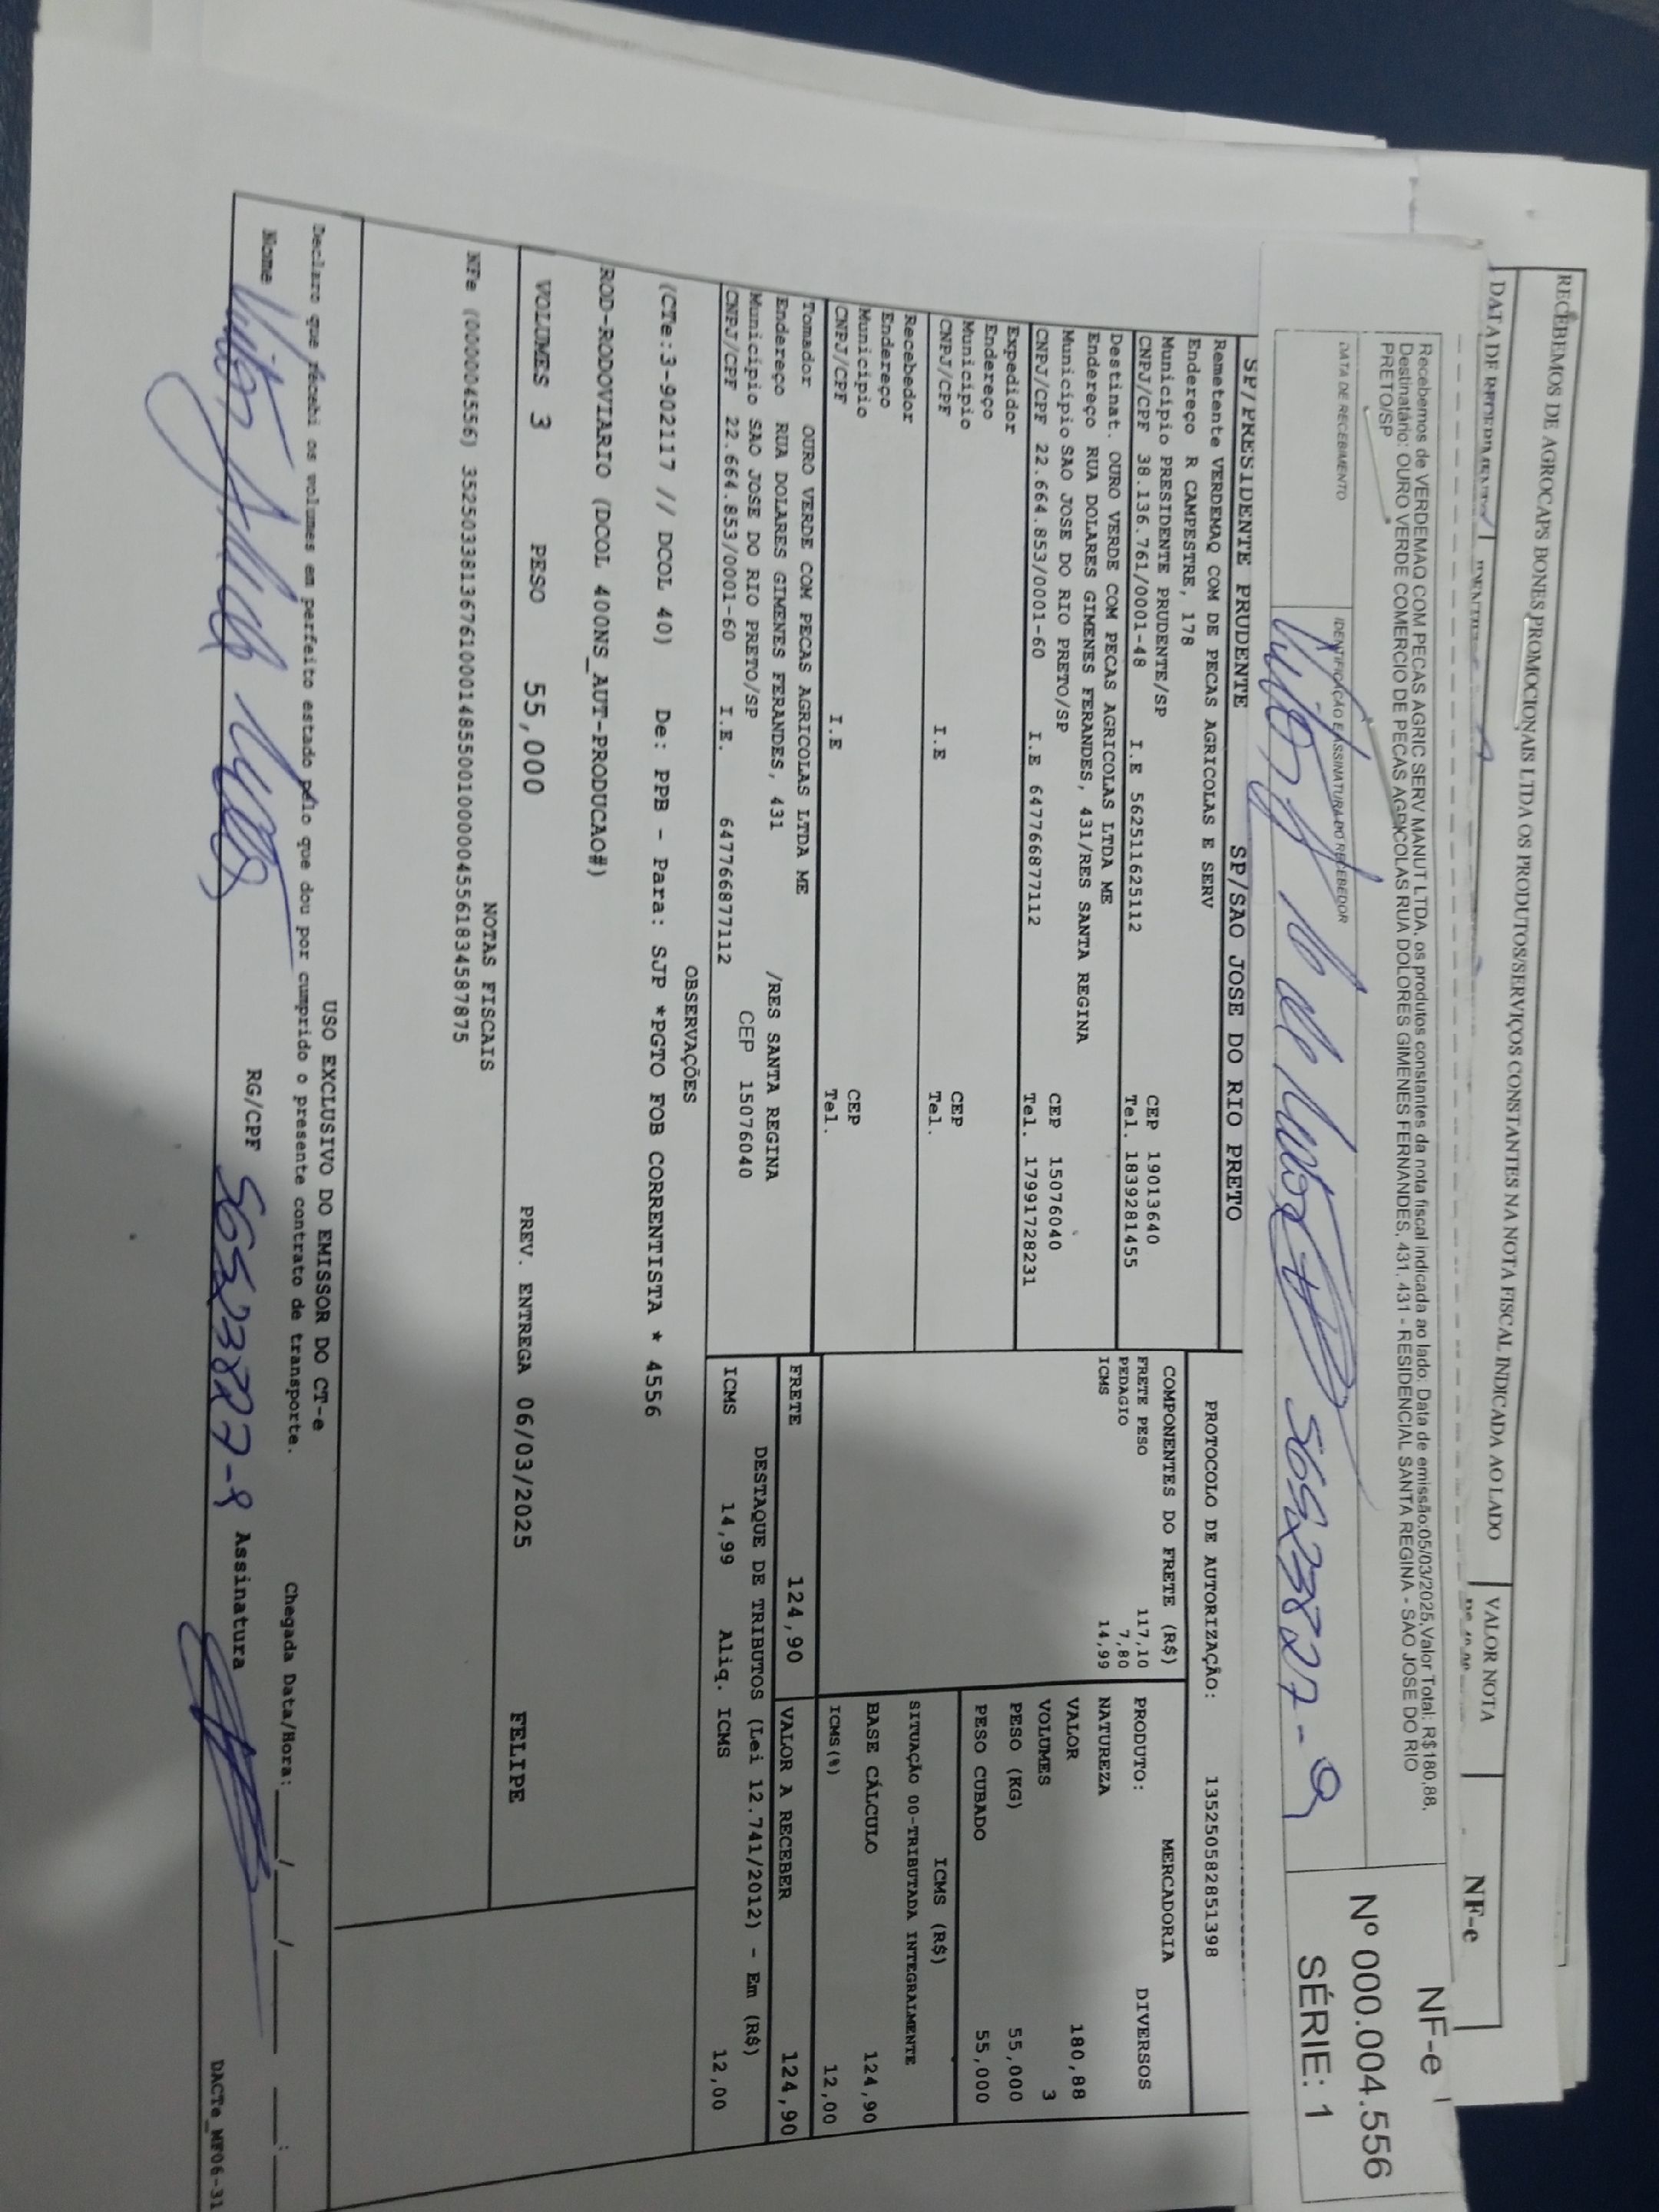 RECEBEMOS DE AGROCAPS BONES PROMOCIONAIS LTDA OS PRODUTOS/SERVIÇOS CONSTANTES NA NOTA FISCAL INDICADA AO LADO
VALOR NOTA
NF-e
DATA DE
Recebemos de VERDEMAQ COM PECAS AGRIC SERV MANUT LTDA, os produtos constantes da nota fiscal indicada ao lado. Data de emissão:05/03/2025,Valor Total: R$180,88,
Destinatário: OURO VERDE COMERCIO DE PECAS AGRICOLAS RUA DOLORES GIMENES FERNANDES, 431, 431 - RESIDENCIAL SANTA REGINA - SAO JOSE DO RIO
PRETO/SP
NF-e
Nº 000.004.556
SÉRIE: 1
DATA DE RECEBIMENTO
IDENTIFICAÇÃO E ASSINATURA DO RECEBEDOR
56523827-9
SP/PRESIDENTE PRUDENTE SP/SAO JOSE DO RIO PRETO
PROTOCOLO DE AUTORIZAÇÃO: 135250582851398
Remetente VERDEMAQ COM DE PECAS AGRICOLAS E SERV
Endereço R CAMPESTRE, 178
Município PRESIDENTE PRUDENTE/SP CEP 19013640
CNPJ/CPF 38.136.761/0001-48 I.E 562511625112 Tel. 1839281455
Destinat. OURO VERDE COM PECAS AGRICOLAS LTDA ME
Endereço RUA DOLARES GIMENES FERANDES, 431/RES SANTA REGINA
Município SAO JOSE DO RIO PRETO/SP CEP 15076040
CNPJ/CPF 22.664.853/0001-60 I.E 647766877112 Tel. 17991728231
Expedidor
Endereço
Município CEP
CNPJ/CPF I.E Tel.
Recebedor
Endereço
Município CEP
CNPJ/CPF I.E Tel.
Tomador OURO VERDE COM PECAS AGRICOLAS LTDA ME
Endereço RUA DOLARES GIMENES FERANDES, 431 /RES SANTA REGINA
Município SAO JOSE DO RIO PRETO/SP CEP 15076040
CNPJ/CPF 22.664.853/0001-60 I.E. 647766877112
COMPONENTES DO FRETE (R$)
FRETE PESO 117,10
PEDAGIO 7,80
ICMS 14,99
MERCADORIA
PRODUTO: DIVERSOS
NATUREZA
VALOR 180,88
VOLUMES 3
PESO (KG) 55,000
PESO CUBADO 55,000
ICMS (R$)
SITUAÇÃO 00-TRIBUTADA INTEGRALMENTE
BASE CÁLCULO 124,90
ICMS(%) 12,00
FRETE 124,90 VALOR A RECEBER 124,90
DESTAQUE DE TRIBUTOS (Lei 12.741/2012) - Em (R$)
ICMS 14,99 Aliq. ICMS 12,00
OBSERVAÇÕES
(CTe:3-902117 // DCOL 40) De: PPB - Para: SJP *PGTO FOB CORRENTISTA * 4556
ROD-RODOVIARIO (DCOL 400NS_AUT-PRODUCAO#)
VOLUMES 3 PESO 55,000 PREV. ENTREGA 06/03/2025 FELIPE
NOTAS FISCAIS
NFe (000004556) 35250338136761000148550010000045561834587875
USO EXCLUSIVO DO EMISSOR DO CT-e
Declaro que recebi os volumes em perfeito estado pelo que dou por cumprido o presente contrato de transporte. Chegada Data/Hora: / / :
Nome RG/CPF 56523827-9 Assinatura
DACTe_MF06-31